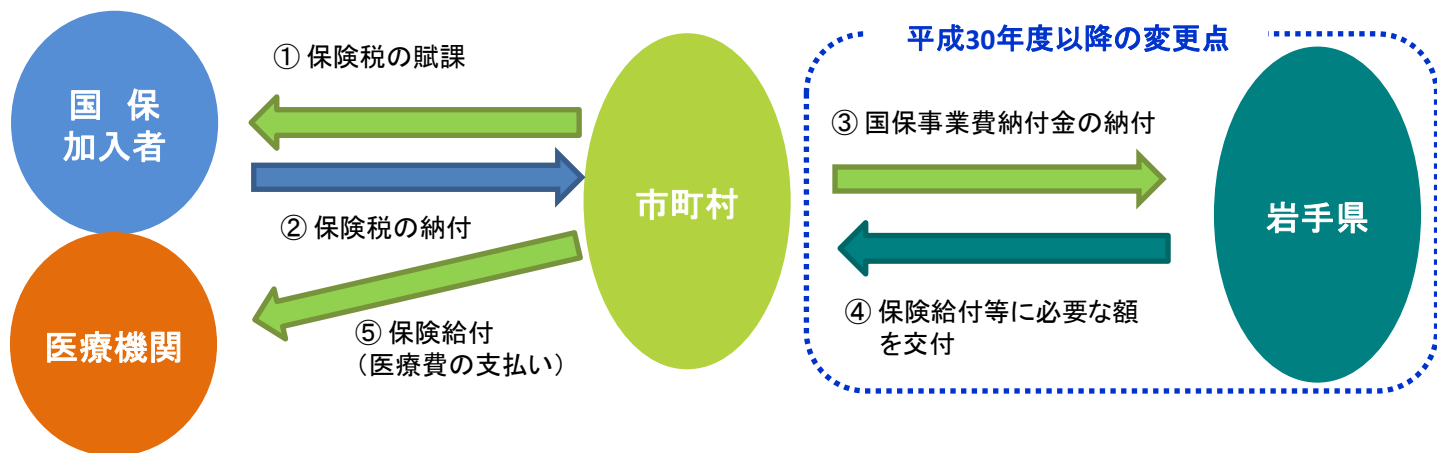 平成30年度以降の変更点
① 保険税の賦課
国 保
加入者
③ 国保事業費納付金の納付
市町村
岩手県
② 保険税の納付
④ 保険給付等に必要な額
を交付
⑤ 保険給付
（医療費の支払い）
医療機関